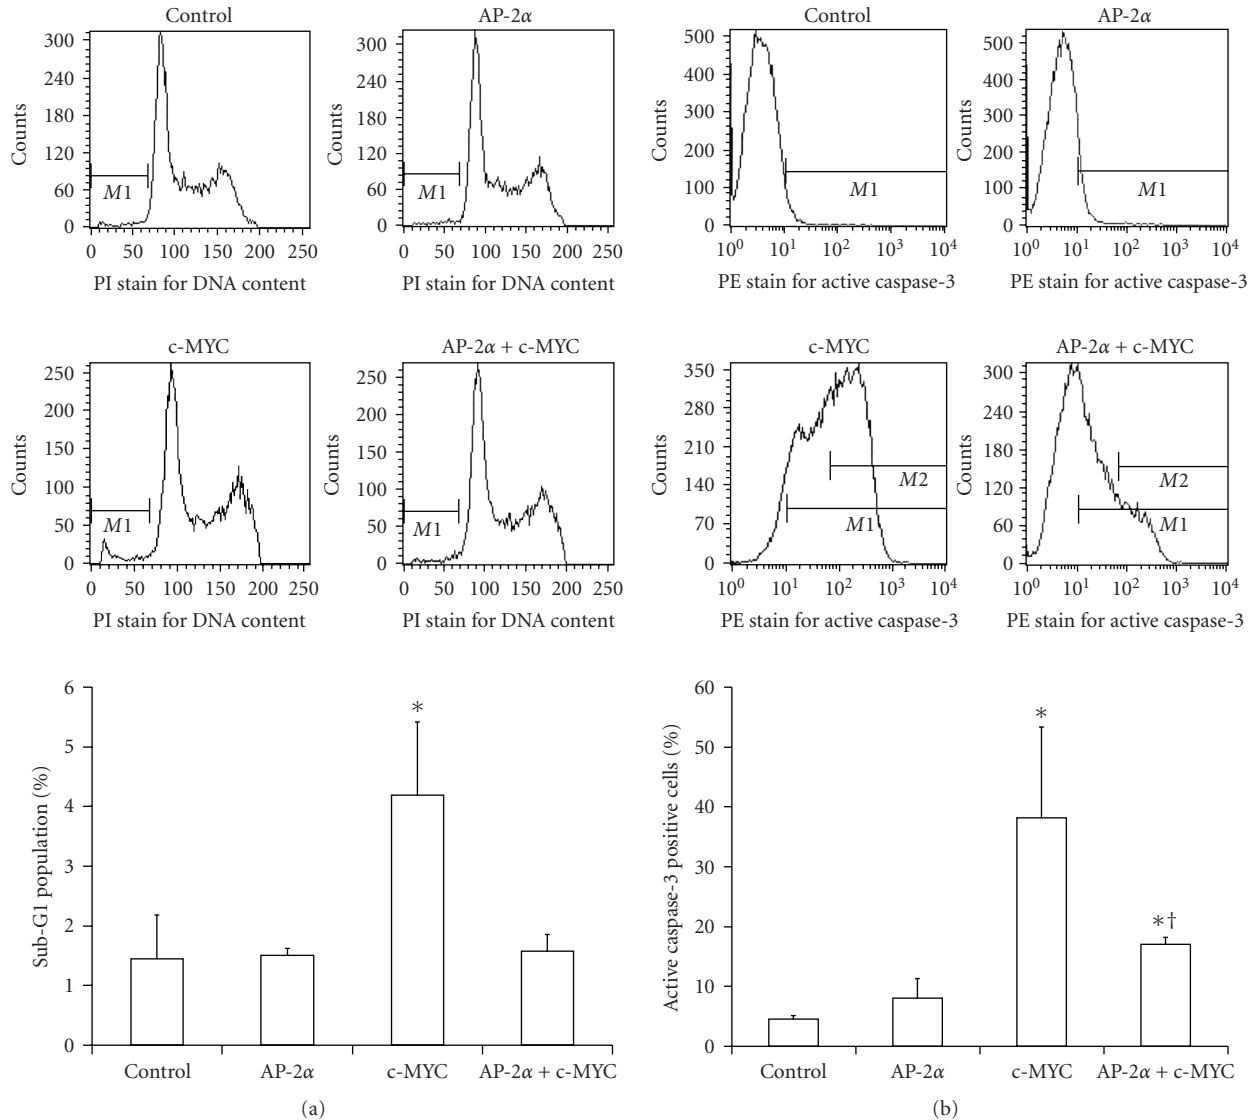 Control
300
240
180
120
60
0
Counts
M1
0 50 100 150 200 250
PI stain for DNA content
AP-2α
300
240
180
120
60
0
Counts
M1
0 50 100 150 200 250
PI stain for DNA content
c-MYC
250
200
150
100
50
0
Counts
M1
0 50 100 150 200 250
PI stain for DNA content
AP-2α + c-MYC
250
200
150
100
50
0
Counts
M1
0 50 100 150 200 250
PI stain for DNA content
6
5
4
3
2
1
0
Sub-G1 population (%)
*
Control AP-2α c-MYC AP-2α + c-MYC
(a)
Control
500
400
300
200
100
0
Counts
M1
10⁰ 10¹ 10² 10³ 10⁴
PE stain for active caspase-3
AP-2α
500
400
300
200
100
0
Counts
M1
10⁰ 10¹ 10² 10³ 10⁴
PE stain for active caspase-3
c-MYC
350
280
210
140
70
0
Counts
M2
M1
10⁰ 10¹ 10² 10³ 10⁴
PE stain for active caspase-3
AP-2α + c-MYC
300
240
180
120
60
0
Counts
M2
M1
10⁰ 10¹ 10² 10³ 10⁴
PE stain for active caspase-3
60
50
40
30
20
10
0
Active caspase-3 positive cells (%)
*
*†
Control AP-2α c-MYC AP-2α + c-MYC
(b)